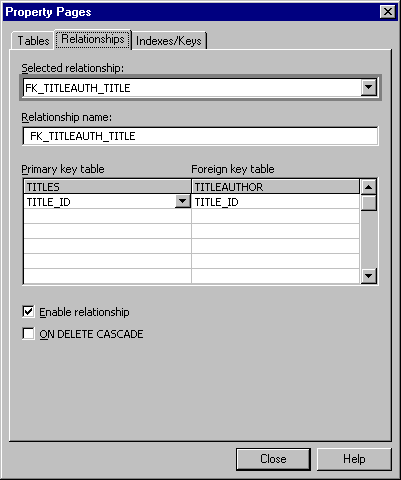 Property Pages
Tables Relationships Indexes/Keys
Selected relationship:
FK_TITLEAUTH_TITLE
Relationship name:
FK_TITLEAUTH_TITLE
Primary key table Foreign key table
TITLES TITLEAUTHOR
TITLE_ID TITLE_ID
Enable relationship
ON DELETE CASCADE
Close Help